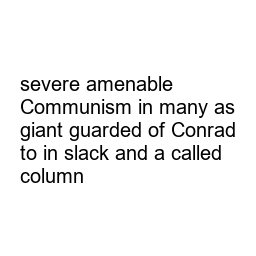 severe amenable
Communism in many as
giant guarded of Conrad
to in slack and a called
column